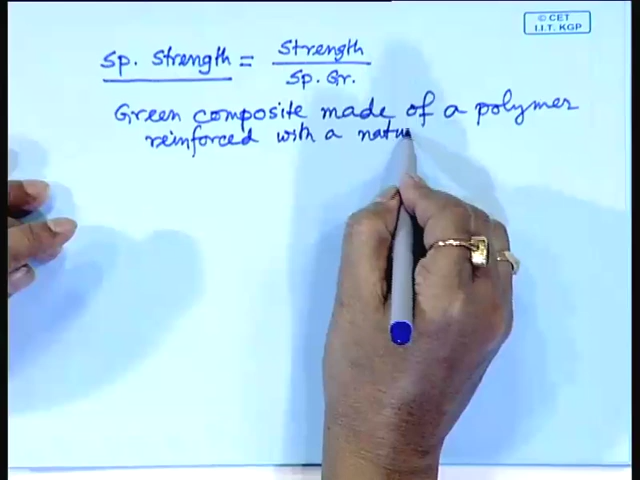 © CET
I.I.T. KGP
Sp. Strength = Strength / Sp. Gr.
Green composite made of a polymer
reinforced with a natu